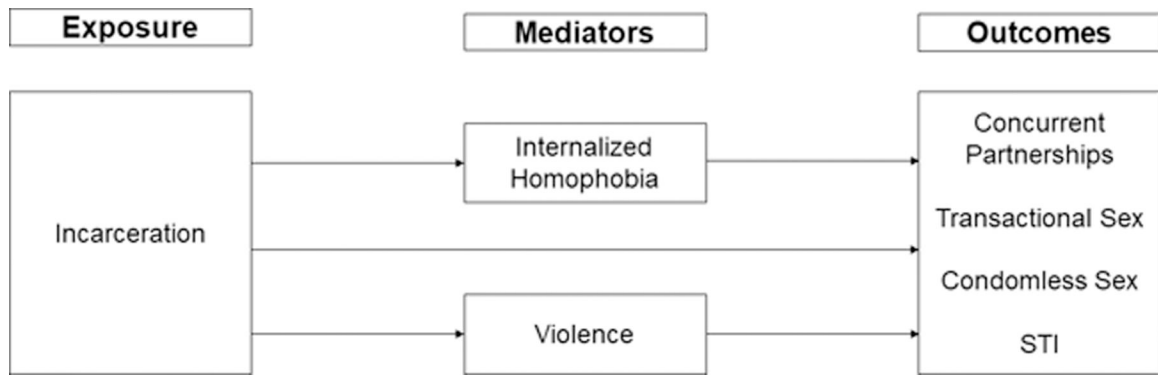 Exposure
Mediators
Outcomes
Incarceration
Internalized
Homophobia
Violence
Concurrent
Partnerships
Transactional Sex
Condomless Sex
STI